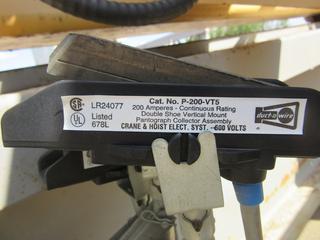 LR24077
Listed
678L
Cat. No. P-200-VT5
200 Amperes - Continuous Rating
Double Shoe Vertical Mount
Pantograph Collector Assembly
CRANE & HOIST ELECT. SYST. -600 VOLTS
duct-o-wire